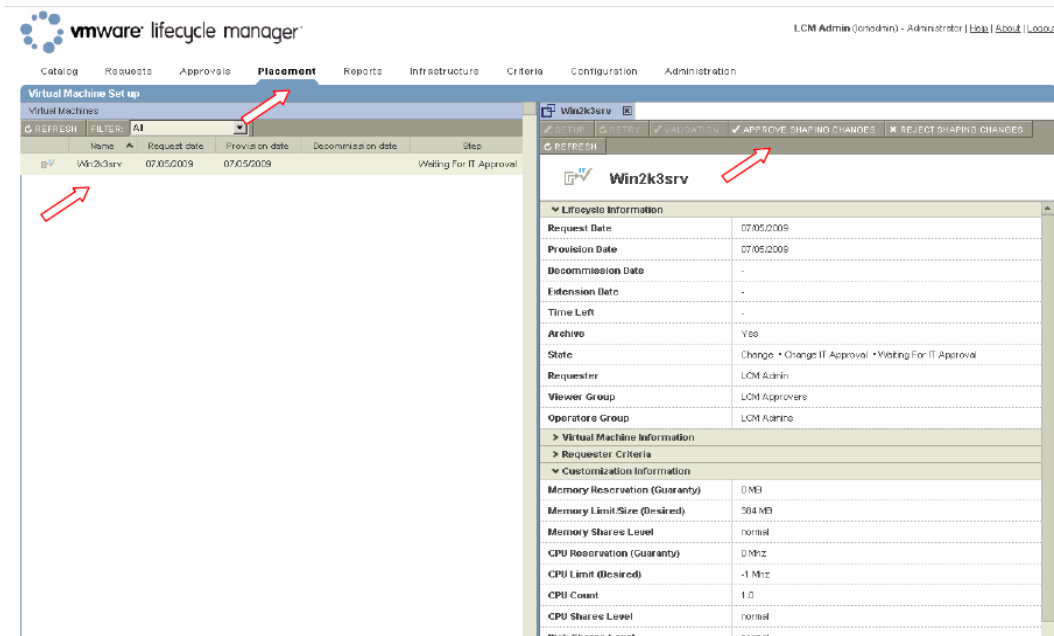 vmware lifecycle manager
LCM Admin (lcmadmin) - Administrator | Help | About | Logout
Catalog Requests Approvals Placement Reports Infrastructure Criteria Configuration Administration
Virtual Machine Set up
Virtual Machines
REFRESH FILTER: All
Name Request date Provision date Decommission date Step
Win2k3srv 07/05/2009 07/05/2009 Waiting For IT Approval
Win2k3srv
SETUP RETRY VALIDATION APPROVE SHAPING CHANGES REJECT SHAPING CHANGES
REFRESH
IT Win2k3srv
Lifecycle Information
Request Date 07/05/2009
Provision Date 07/05/2009
Decommission Date -
Extension Date -
Time Left -
Archive Yes
State Change • Change IT Approval • Waiting For IT Approval
Requester LCM Admin
Viewer Group LCM Approvers
Operators Group LCM Admins
> Virtual Machine Information
> Requester Criteria
Customization Information
Memory Reservation (Guaranty) 0 MB
Memory Limit/Size (Desired) 384 MB
Memory Shares Level normal
CPU Reservation (Guaranty) 0 Mhz
CPU Limit (Desired) -1 Mhz
CPU Count 1.0
CPU Shares Level normal